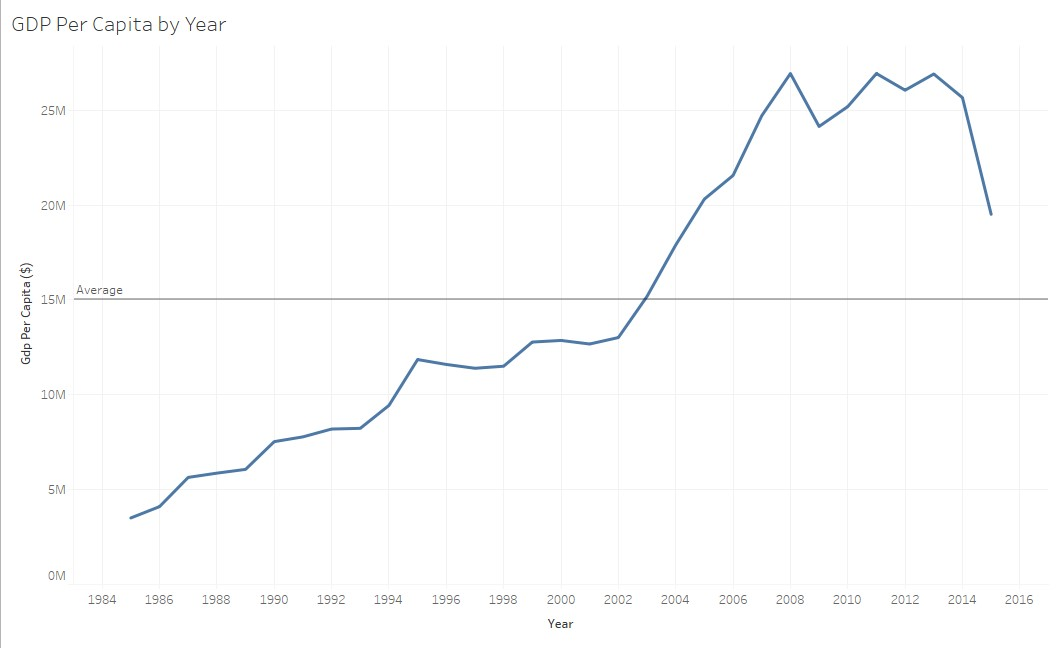 GDP Per Capita by Year
25M
20M
Average
15M
10M
5M
0M
Gdp Per Capita ($)
1984 1986 1988 1990 1992 1994 1996 1998 2000 2002 2004 2006 2008 2010 2012 2014 2016
Year